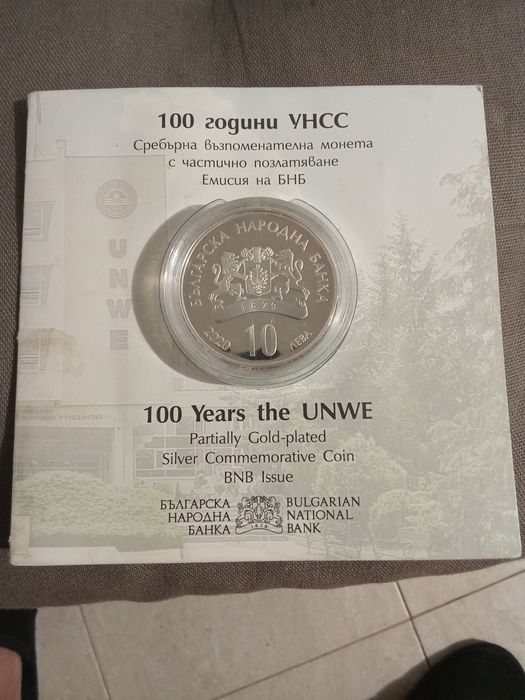 100 години УНСС
Сребърна възпоменателна монета
с частично позлатяване
Емисия на БНБ
UNWE
БЪЛГАРСКА НАРОДНА БАНКА
1879
2020 10 ЛЕВА
100 Years the UNWE
Partially Gold-plated
Silver Commemorative Coin
BNB Issue
БЪЛГАРСКА BULGARIAN
НАРОДНА NATIONAL
БАНКА 1879 BANK